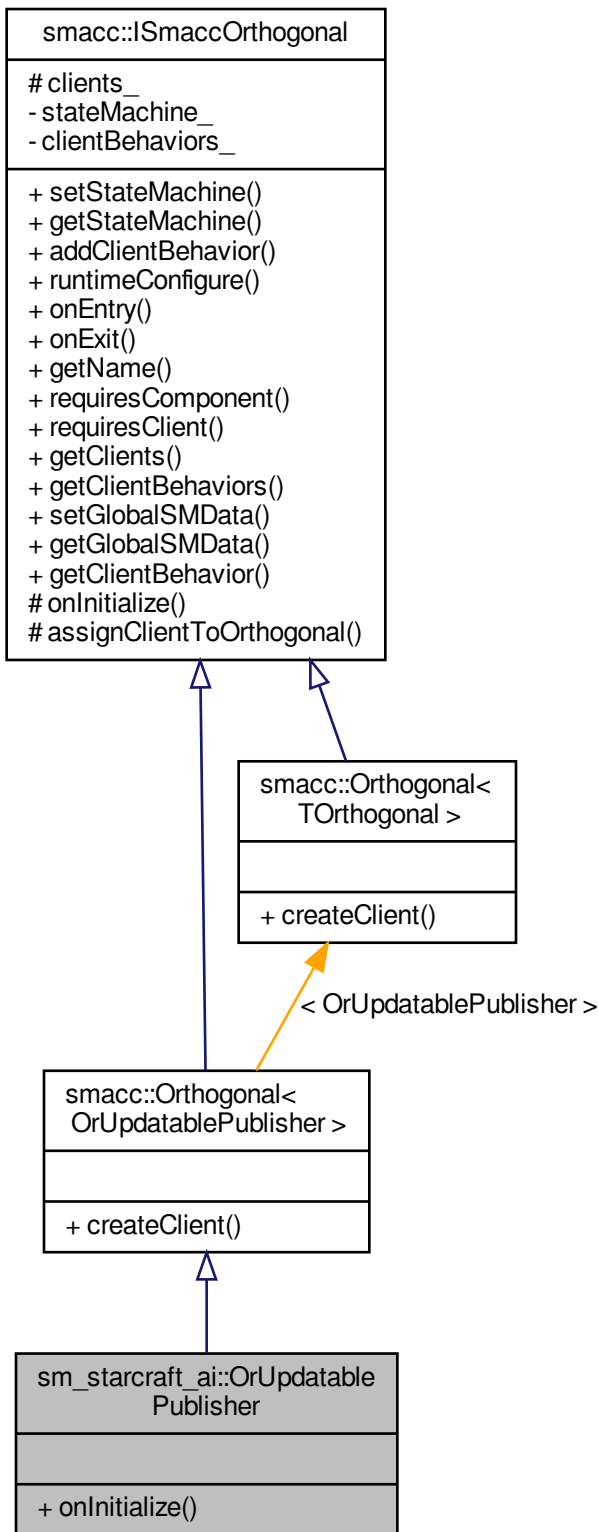 smacc::ISmaccOrthogonal
# clients_
- stateMachine_
- clientBehaviors_
+ setStateMachine()
+ getStateMachine()
+ addClientBehavior()
+ runtimeConfigure()
+ onEntry()
+ onExit()
+ getName()
+ requiresComponent()
+ requiresClient()
+ getClients()
+ getClientBehaviors()
+ setGlobalSMData()
+ getGlobalSMData()
+ getClientBehavior()
# onInitialize()
# assignClientToOrthogonal()
smacc::Orthogonal<
TOrthogonal >
+ createClient()
< OrUpdatablePublisher >
smacc::Orthogonal<
OrUpdatablePublisher >
+ createClient()
sm_starcraft_ai::OrUpdatable
Publisher
+ onInitialize()